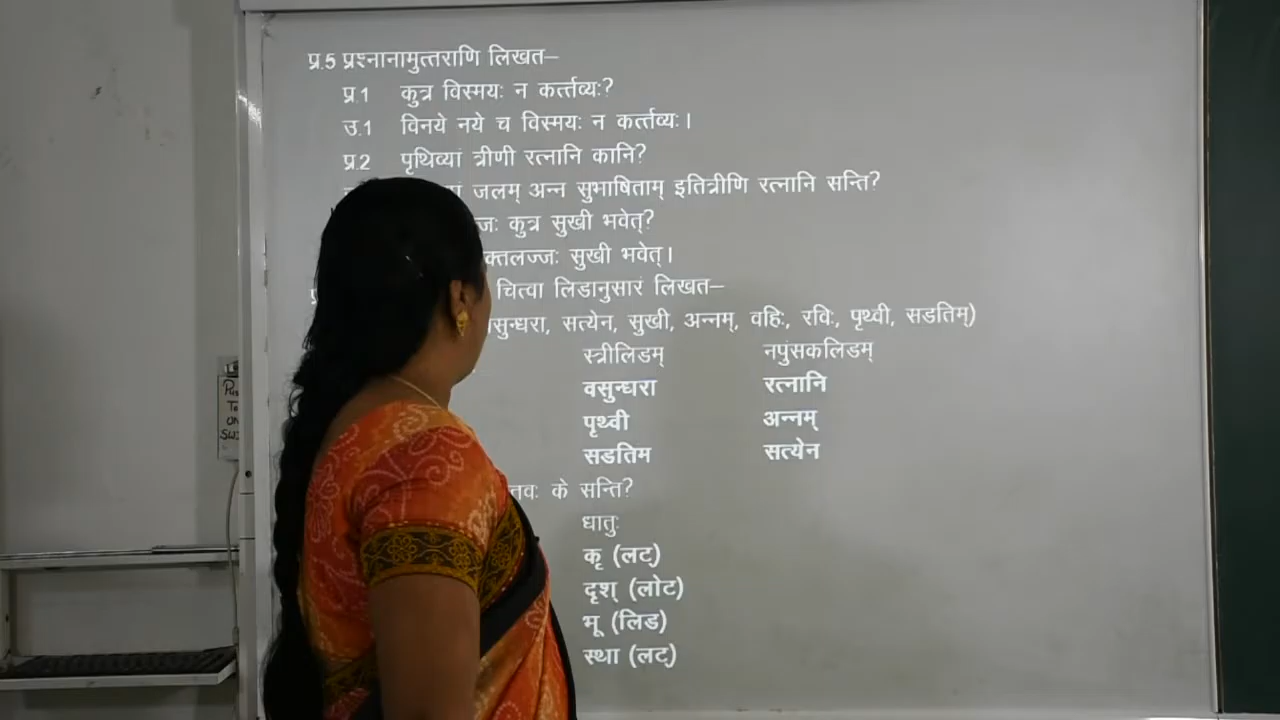 प्र.5 प्रश्नानामुत्तराणि लिखत–
प्र.1 कुत्र विस्मयः न कर्त्तव्यः?
उ.1 विनये नये च विस्मयः न कर्त्तव्यः।
प्र.2 पृथिव्यां त्रीणी रत्नानि कानि?
जलम् अन्न सुभाषिताम् इतित्रीणि रत्नानि सन्ति?
जः कुत्र सुखी भवेत्?
क्तलज्जः सुखी भवेत्।
चित्वा लिडानुसारं लिखत–
वसुन्धरा, सत्येन, सुखी, अन्नम्, वहिः, रविः, पृथ्वी, सडतिम्)
स्त्रीलिडम् नपुंसकलिडम्
वसुन्धरा रत्नानि
पृथ्वी अन्नम्
सडतिम सत्येन
तवः के सन्ति?
धातुः
कृ (लट्)
दृश् (लोट)
भू (लिड)
स्था (लट्)